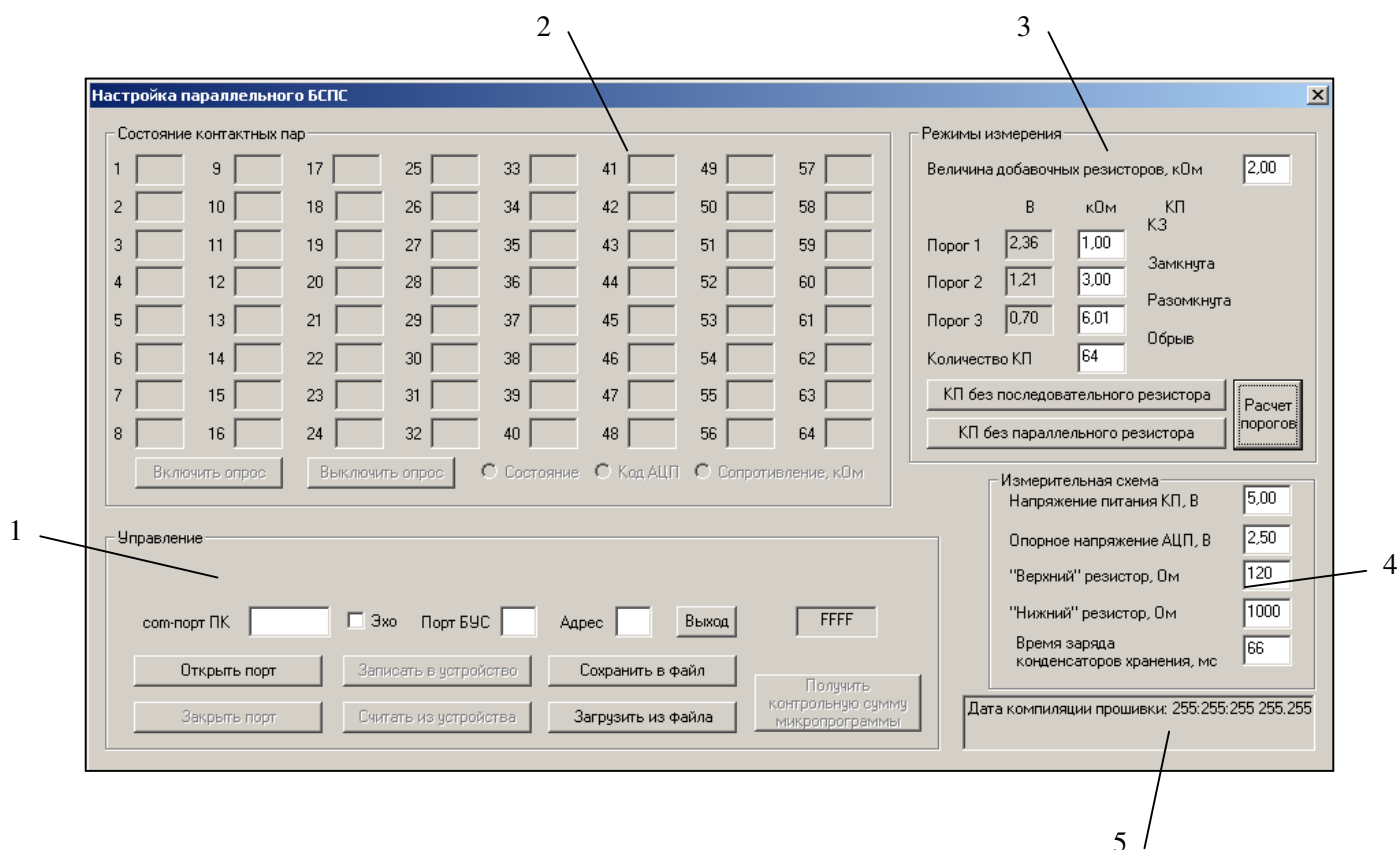 2
3
Настройка параллельного БСПС
Состояние контактных пар
1 9 17 25 33 41 49 57
2 10 18 26 34 42 50 58
3 11 19 27 35 43 51 59
4 12 20 28 36 44 52 60
5 13 21 29 37 45 53 61
6 14 22 30 38 46 54 62
7 15 23 31 39 47 55 63
8 16 24 32 40 48 56 64
Включить опрос Выключить опрос Состояние Код АЦП Сопротивление, кОм
Режимы измерения
Величина добавочных резисторов, кОм 2,00
В кОм КП
КЗ
Порог 1 2,36 1,00
Замкнута
Порог 2 1,21 3,00
Разомкнута
Порог 3 0,70 6,01
Обрыв
Количество КП 64
КП без последовательного резистора
КП без параллельного резистора
Расчет
порогов
Измерительная схема
Напряжение питания КП, В 5,00
Опорное напряжение АЦП, В 2,50
"Верхний" резистор, Ом 120
"Нижний" резистор, Ом 1000
Время заряда
конденсаторов хранения, мс 66
4
1
Управление
com-порт ПК Эхо Порт БУС Адрес Выход FFFF
Открыть порт Записать в устройство Сохранить в файл
Закрыть порт Считать из устройства Загрузить из файла
Получить
контрольную сумму
микропрограммы
Дата компиляции прошивки: 255:255:255 255.255
5